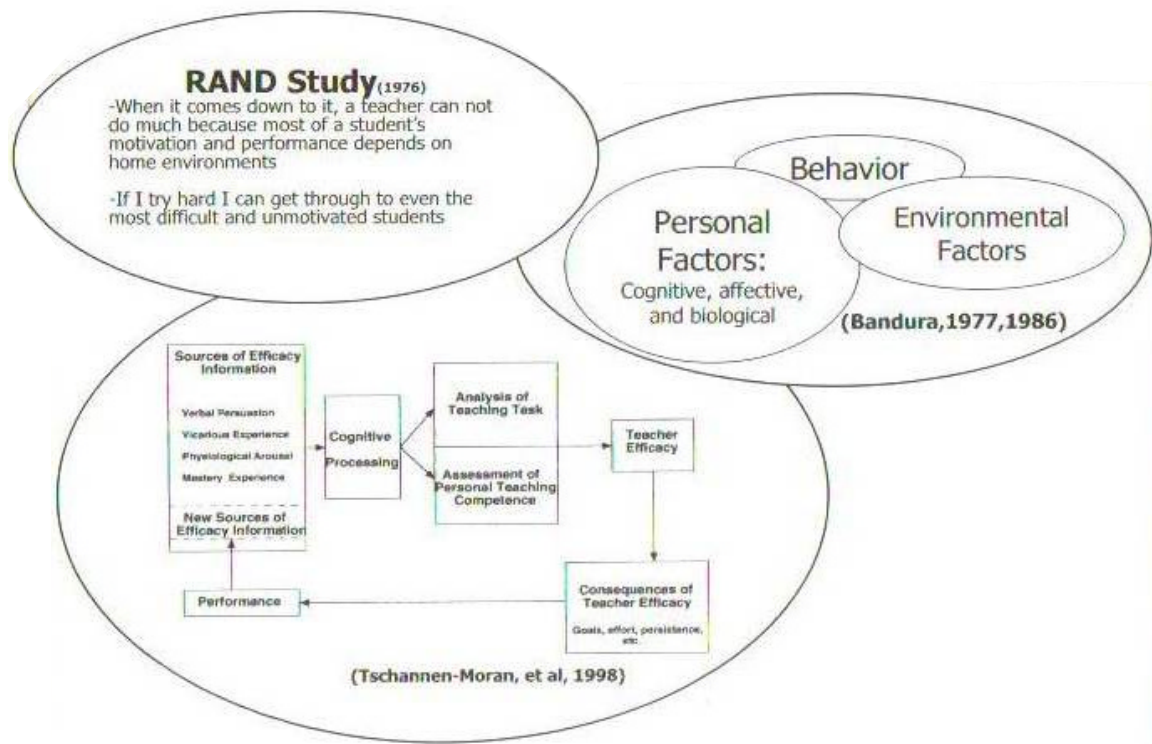 RAND Study(1976)
-When it comes down to it, a teacher can not
do much because most of a student's
motivation and performance depends on
home environments
-If I try hard I can get through to even the
most difficult and unmotivated students
Behavior
Personal
Factors:
Cognitive, affective,
and biological
Environmental
Factors
(Bandura,1977,1986)
Sources of Efficacy
Information
Verbal Persuasion
Vicarious Experience
Physiological Arousal
Mastery Experience
New Sources of
Efficacy Information
Cognitive
Processing
Analysis of
Teaching Task
Assessment of
Personal Teaching
Competence
Teacher
Efficacy
Consequences of
Teacher Efficacy
Goals, effort, persistence,
etc.
Performance
(Tschannen-Moran, et al, 1998)